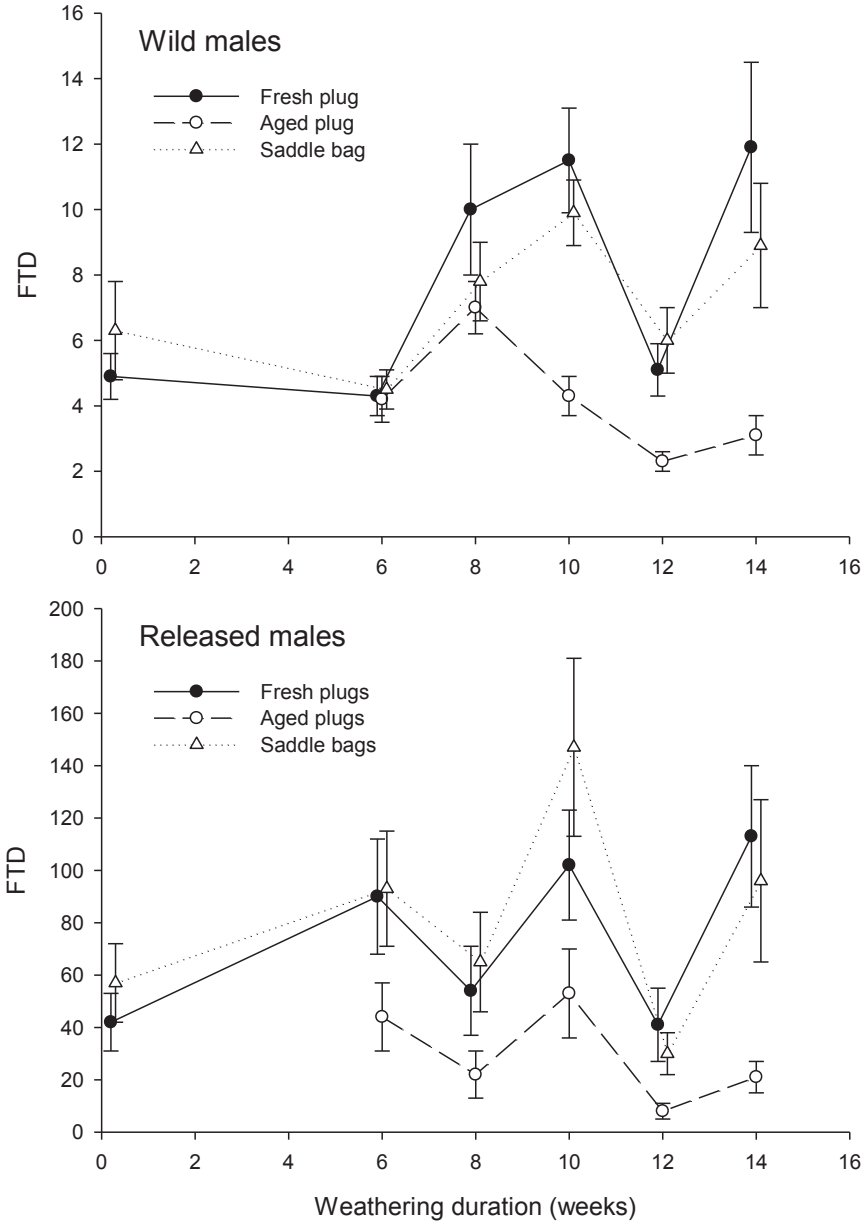 16
Wild males
14
Fresh plug
12
Aged plug
Saddle bag
10
FTD
8
6
4
2
0
0 2 4 6 8 10 12 14 16
200
Released males
180
Fresh plugs
160
Aged plugs
Saddle bags
140
120
FTD
100
80
60
40
20
0
0 2 4 6 8 10 12 14 16
Weathering duration (weeks)